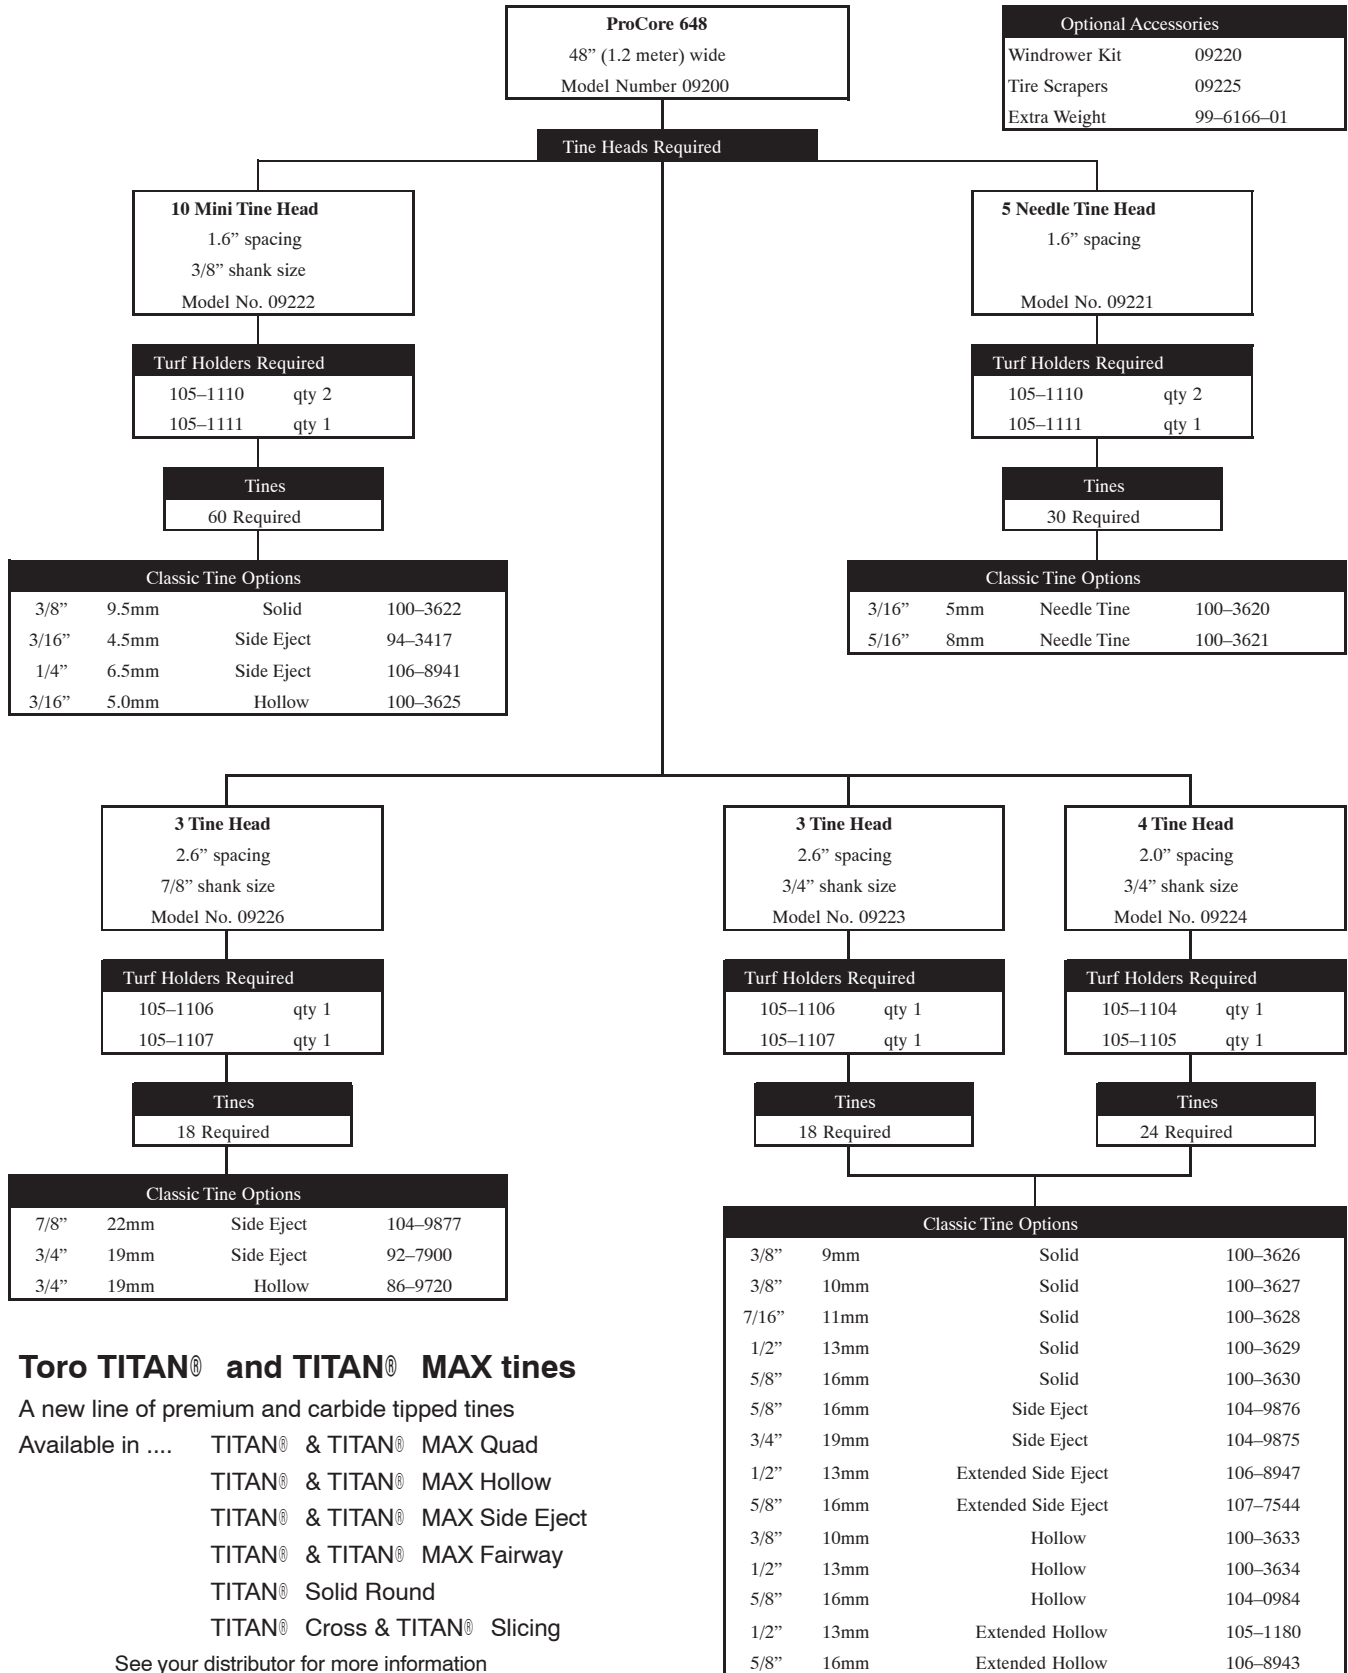 ProCore 648
48” (1.2 meter) wide
Model Number 09200
Optional Accessories
Windrower Kit 09220
Tire Scrapers 09225
Extra Weight 99–6166–01
Tine Heads Required
10 Mini Tine Head
1.6” spacing
3/8” shank size
Model No. 09222
Turf Holders Required
105–1110 qty 2
105–1111 qty 1
Tines
60 Required
Classic Tine Options
3/8” 9.5mm Solid 100–3622
3/16” 4.5mm Side Eject 94–3417
1/4” 6.5mm Side Eject 106–8941
3/16” 5.0mm Hollow 100–3625
5 Needle Tine Head
1.6” spacing
Model No. 09221
Turf Holders Required
105–1110 qty 2
105–1111 qty 1
Tines
30 Required
Classic Tine Options
3/16” 5mm Needle Tine 100–3620
5/16” 8mm Needle Tine 100–3621
3 Tine Head
2.6” spacing
7/8” shank size
Model No. 09226
Turf Holders Required
105–1106 qty 1
105–1107 qty 1
Tines
18 Required
Classic Tine Options
7/8” 22mm Side Eject 104–9877
3/4” 19mm Side Eject 92–7900
3/4” 19mm Hollow 86–9720
3 Tine Head
2.6” spacing
3/4” shank size
Model No. 09223
Turf Holders Required
105–1106 qty 1
105–1107 qty 1
Tines
18 Required
4 Tine Head
2.0” spacing
3/4” shank size
Model No. 09224
Turf Holders Required
105–1104 qty 1
105–1105 qty 1
Tines
24 Required
Classic Tine Options
3/8” 9mm Solid 100–3626
3/8” 10mm Solid 100–3627
7/16” 11mm Solid 100–3628
1/2” 13mm Solid 100–3629
5/8” 16mm Solid 100–3630
5/8” 16mm Side Eject 104–9876
3/4” 19mm Side Eject 104–9875
1/2” 13mm Extended Side Eject 106–8947
5/8” 16mm Extended Side Eject 107–7544
3/8” 10mm Hollow 100–3633
1/2” 13mm Hollow 100–3634
5/8” 16mm Hollow 104–0984
1/2” 13mm Extended Hollow 105–1180
5/8” 16mm Extended Hollow 106–8943
Toro TITAN® and TITAN® MAX tines
A new line of premium and carbide tipped tines
Available in .... TITAN® & TITAN® MAX Quad
TITAN® & TITAN® MAX Hollow
TITAN® & TITAN® MAX Side Eject
TITAN® & TITAN® MAX Fairway
TITAN® Solid Round
TITAN® Cross & TITAN® Slicing
See your distributor for more information